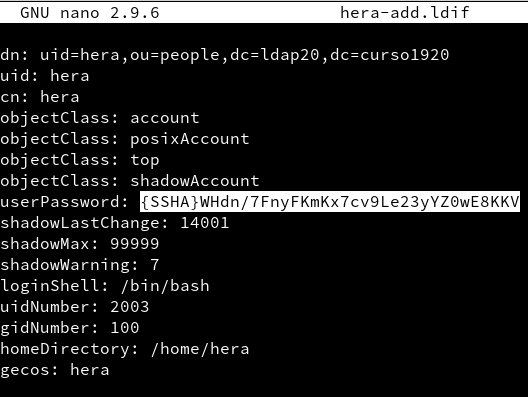 GNU nano 2.9.6 hera-add.ldif
dn: uid=hera,ou=people,dc=ldap20,dc=curso1920
uid: hera
cn: hera
objectClass: account
objectClass: posixAccount
objectClass: top
objectClass: shadowAccount
userPassword: {SSHA}WHdn/7FnyFKmKx7cv9Le23yYZ0wE8KKV
shadowLastChange: 14001
shadowMax: 99999
shadowWarning: 7
loginShell: /bin/bash
uidNumber: 2003
gidNumber: 100
homeDirectory: /home/hera
gecos: hera